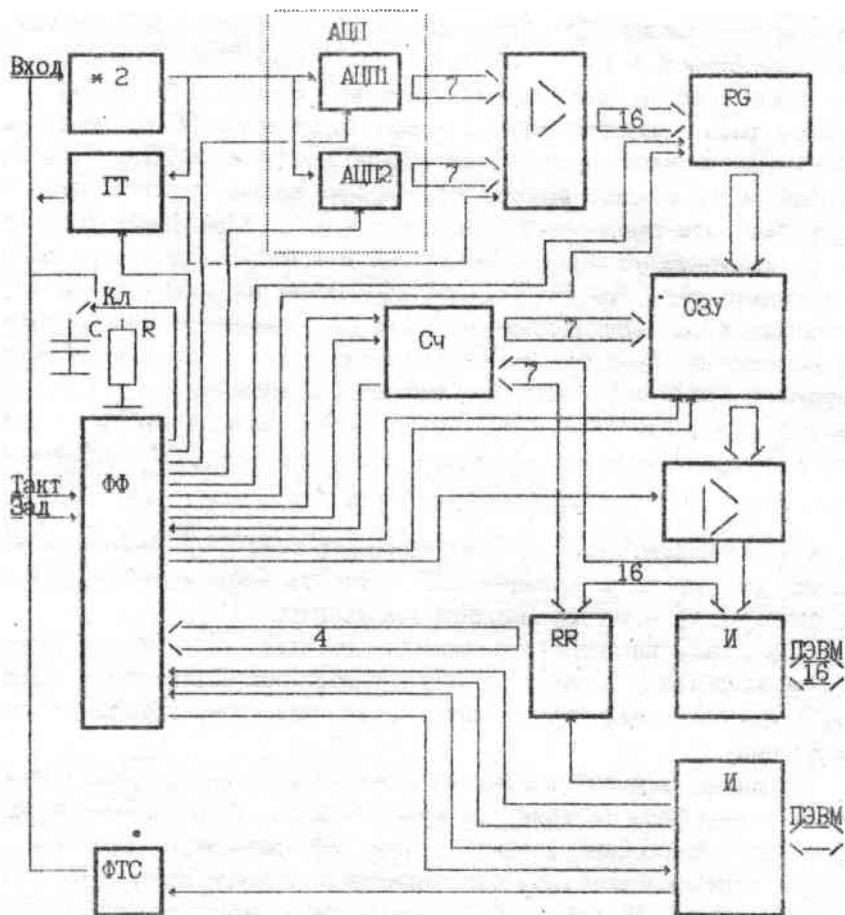 АЦП
Вход
* 2
АЦП1
7
RG
16
ГТ
АЦП2
7
Кл
C
R
Сч
7
ОЗУ
7
Такт
Зад
ФФ
16
4
RR
И
ПЭВМ
16
И
ПЭВМ
ФТС